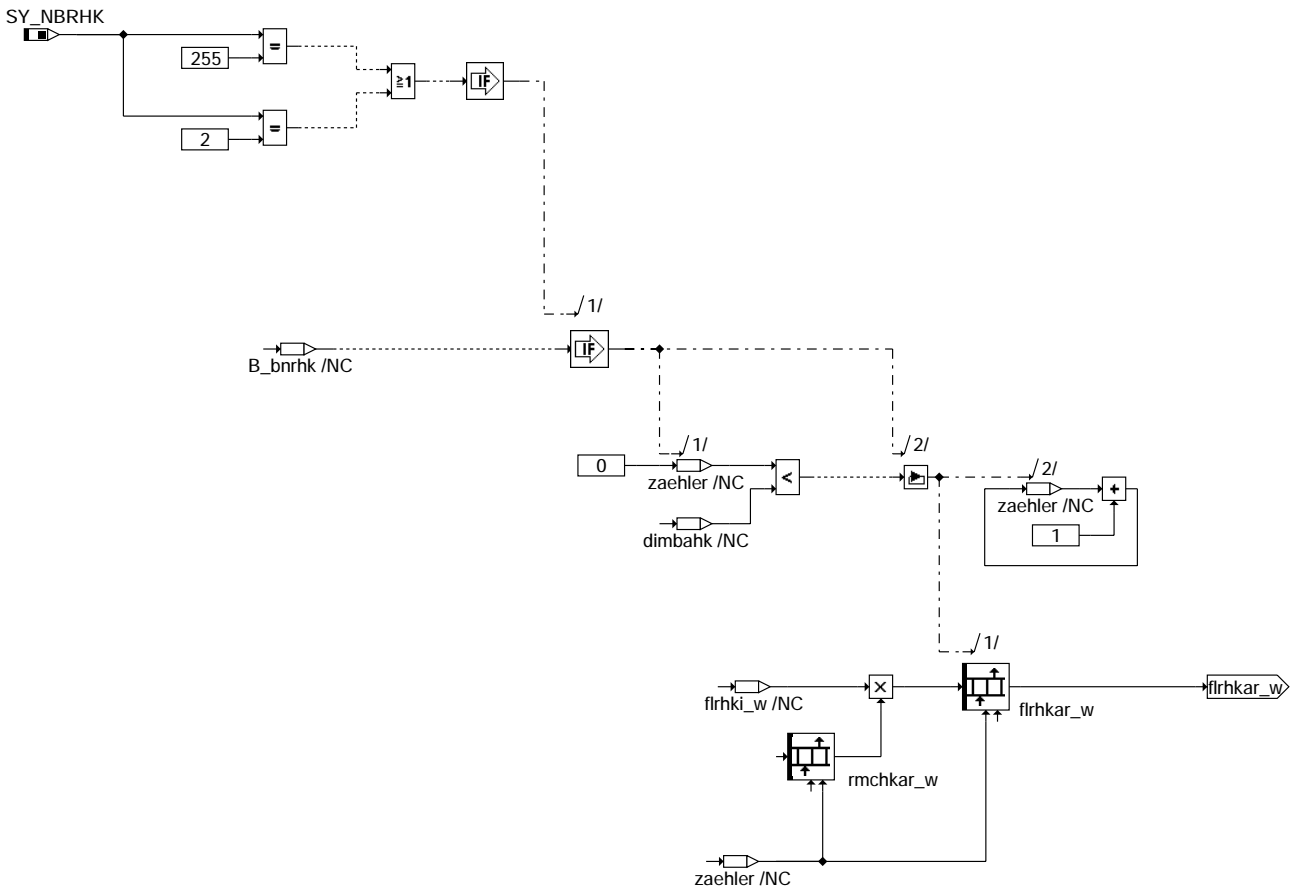 SY_NBRHK
=
255
≥1
IF
=
2
/1/
IF
B_bnrhk /NC
/1/
/2/
0
<
/2/
zaehler /NC
+
zaehler /NC
1
dimbahk /NC
/1/
×
flrhki_w /NC
flrhkar_w
flrhkar_w
rmchkar_w
zaehler /NC